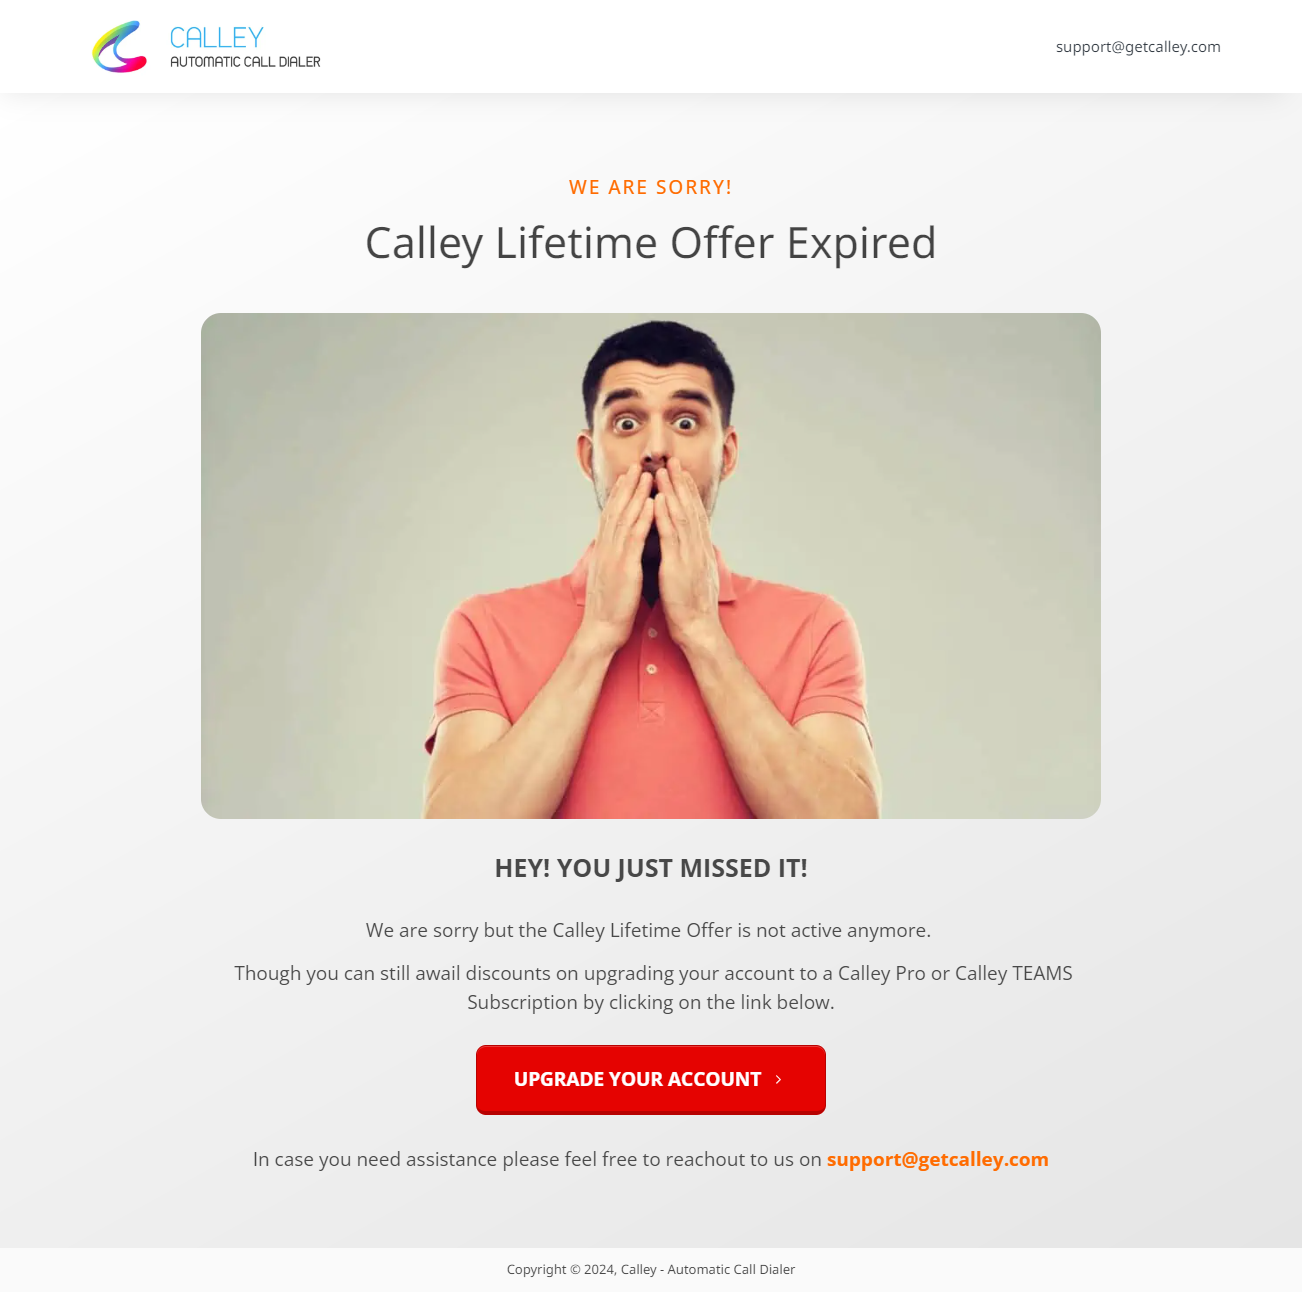 CALLEY
AUTOMATIC CALL DIALER
support@getcalley.com
WE ARE SORRY!
Calley Lifetime Offer Expired
HEY! YOU JUST MISSED IT!
We are sorry but the Calley Lifetime Offer is not active anymore.
Though you can still awail discounts on upgrading your account to a Calley Pro or Calley TEAMS
Subscription by clicking on the link below.
UPGRADE YOUR ACCOUNT
In case you need assistance please feel free to reachout to us on support@getcalley.com
Copyright © 2024, Calley - Automatic Call Dialer